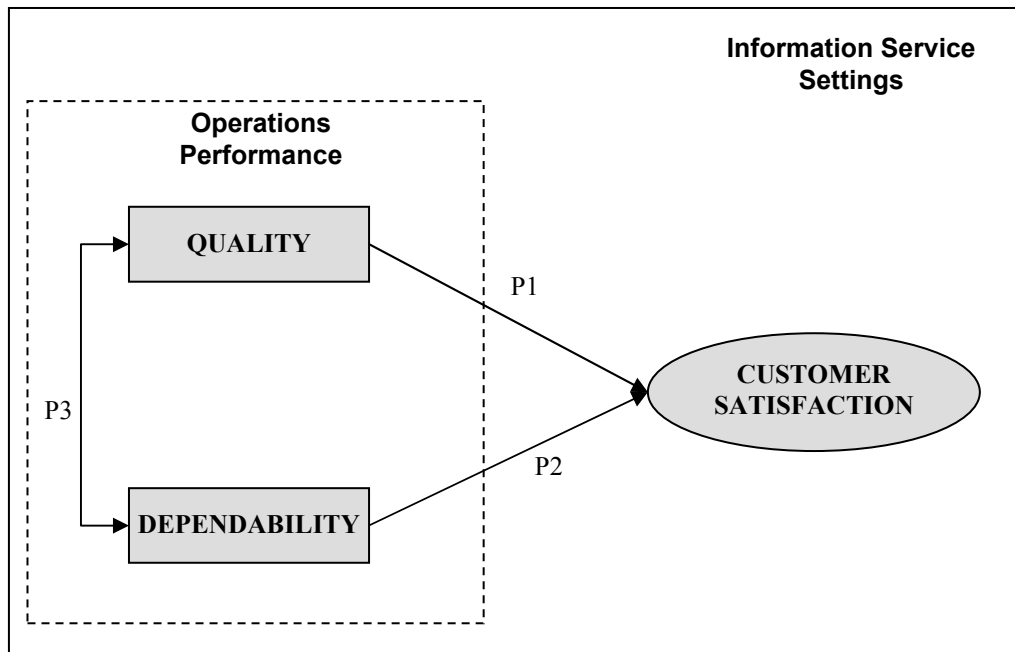 Information Service
Settings
Operations
Performance
QUALITY
P1
CUSTOMER
SATISFACTION
P3
P2
DEPENDABILITY